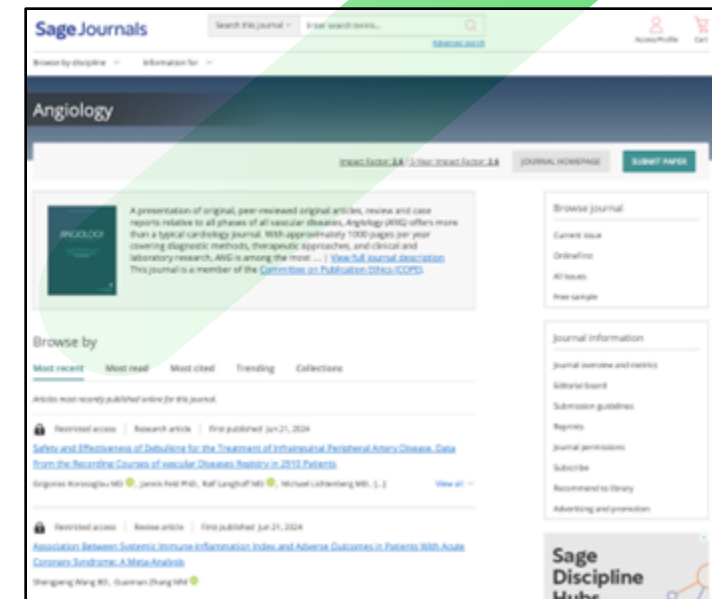 Sage Journals
Search this journal
Enter search terms...
Advanced search
Access/Profile
Cart
Browse by discipline
Information for
Angiology
Impact Factor: 2.6 / 5-Year Impact Factor: 2.6
JOURNAL HOMEPAGE
SUBMIT PAPER
ANGIOLOGY
A presentation of original, peer-reviewed original articles, review and case
reports relative to all phases of all vascular diseases, Angiology (ANG) offers more
than a typical cardiology journal. With approximately 1000 pages per year
covering diagnostic methods, therapeutic approaches, and clinical and
laboratory research, ANG is among the most ... | View full journal description
This journal is a member of the Committee on Publication Ethics (COPE).
Browse by
Most recent
Most read
Most cited
Trending
Collections
Articles most recently published online for this journal.
Restricted access | Research article | First published Jun 21, 2024
Safety and Effectiveness of Debulking for the Treatment of Infrainguinal Peripheral Artery Disease. Data
From the Recording Courses of vascular Diseases Registry in 2910 Patients
Grigorios Korosoglou MD, Jannik Feld PhD, Ralf Langhoff MD, Michael Lichtenberg MD, [...]
View all
Restricted access | Review article | First published Jun 21, 2024
Association Between Systemic Immune-Inflammation Index and Adverse Outcomes in Patients With Acute
Coronary Syndrome: A Meta-Analysis
Shengpeng Wang BD, Guannan Zhang MM
Browse journal
Current issue
OnlineFirst
All issues
Free sample
Journal information
Journal overview and metrics
Editorial board
Submission guidelines
Reprints
Journal permissions
Subscribe
Recommend to library
Advertising and promotion
Sage
Discipline
Hubs